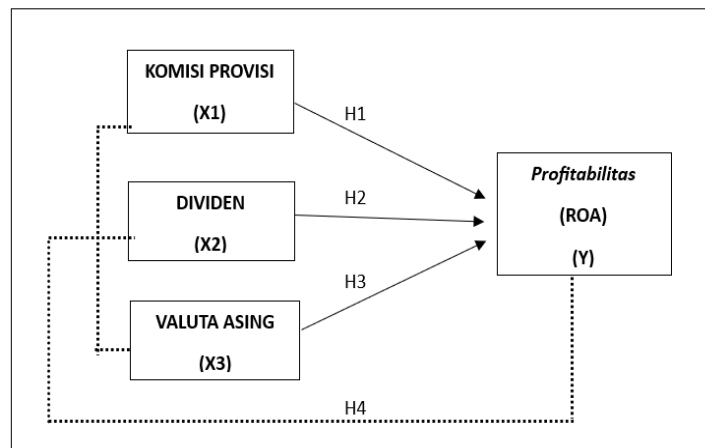 KOMISI PROVISI
(X1)
H1
DIVIDEN
(X2)
H2
VALUTA ASING
(X3)
H3
Profitabilitas
(ROA)
(Y)
H4